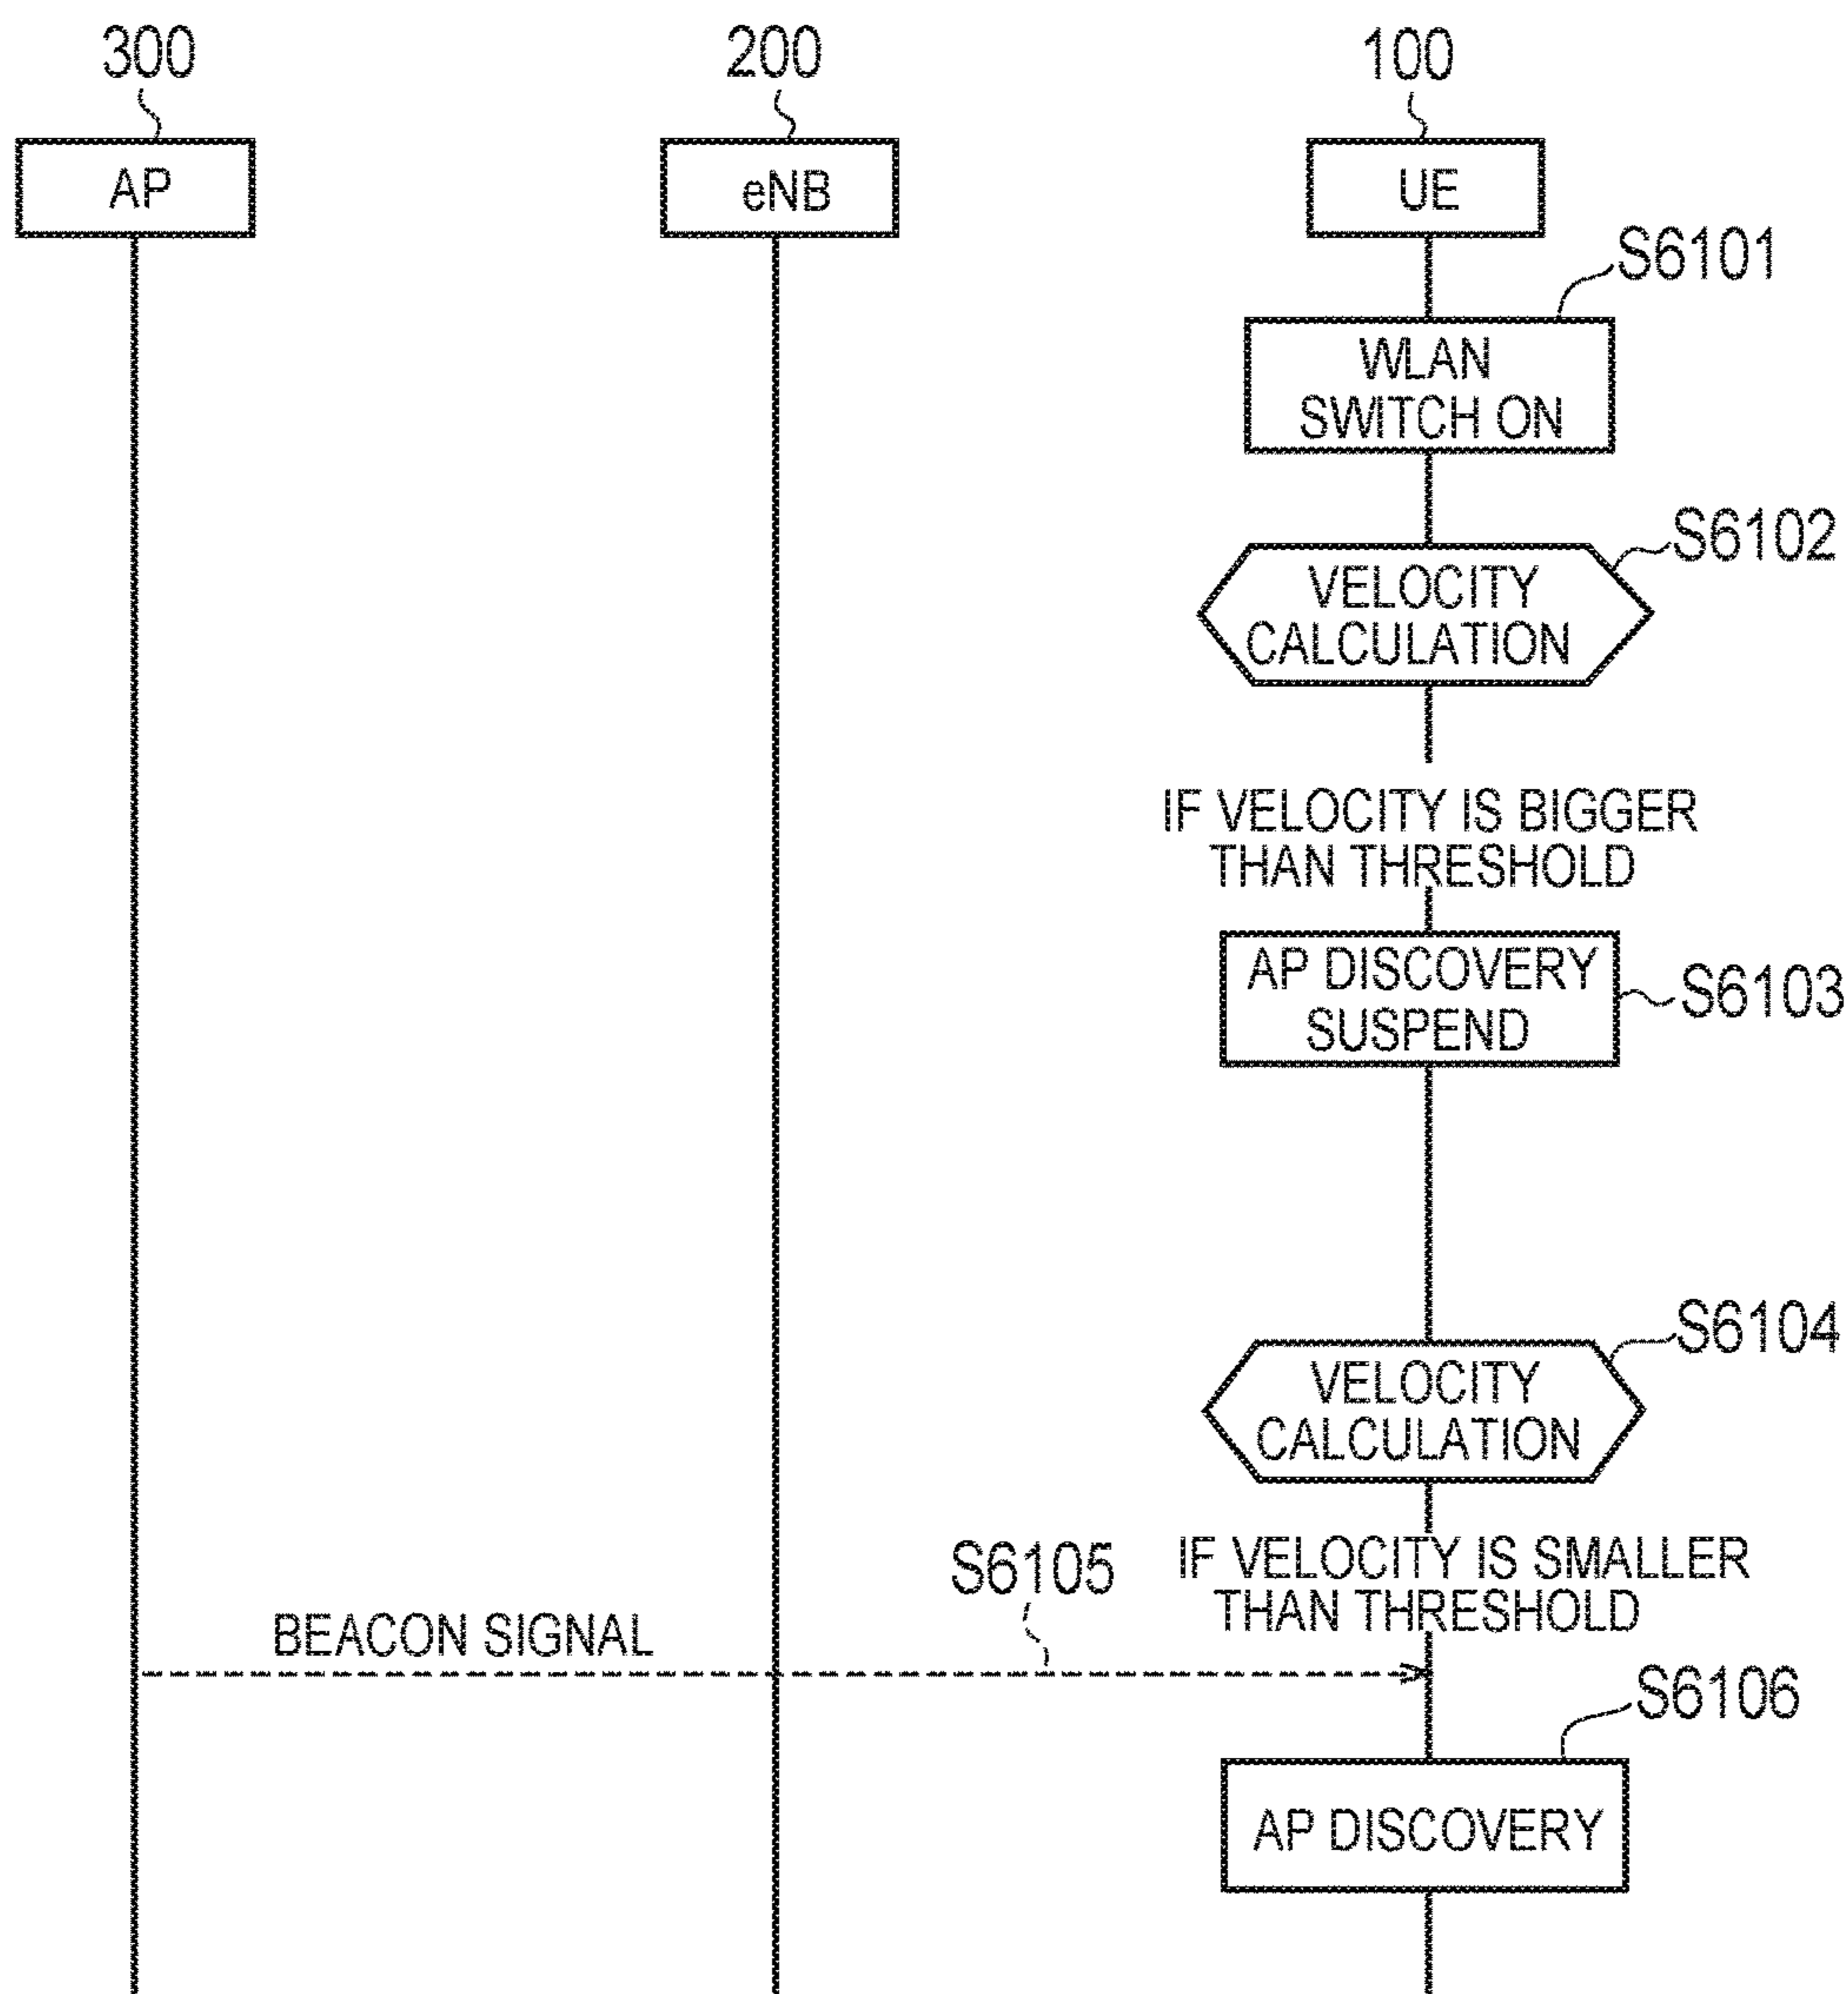 300
200
100
AP
eNB
UE
S6101
WLAN
SWITCH ON
S6102
VELOCITY
CALCULATION
IF VELOCITY IS BIGGER
THAN THRESHOLD
AP DISCOVERY
SUSPEND
S6103
S6104
VELOCITY
CALCULATION
S6105
IF VELOCITY IS SMALLER
THAN THRESHOLD
BEACON SIGNAL
S6106
AP DISCOVERY